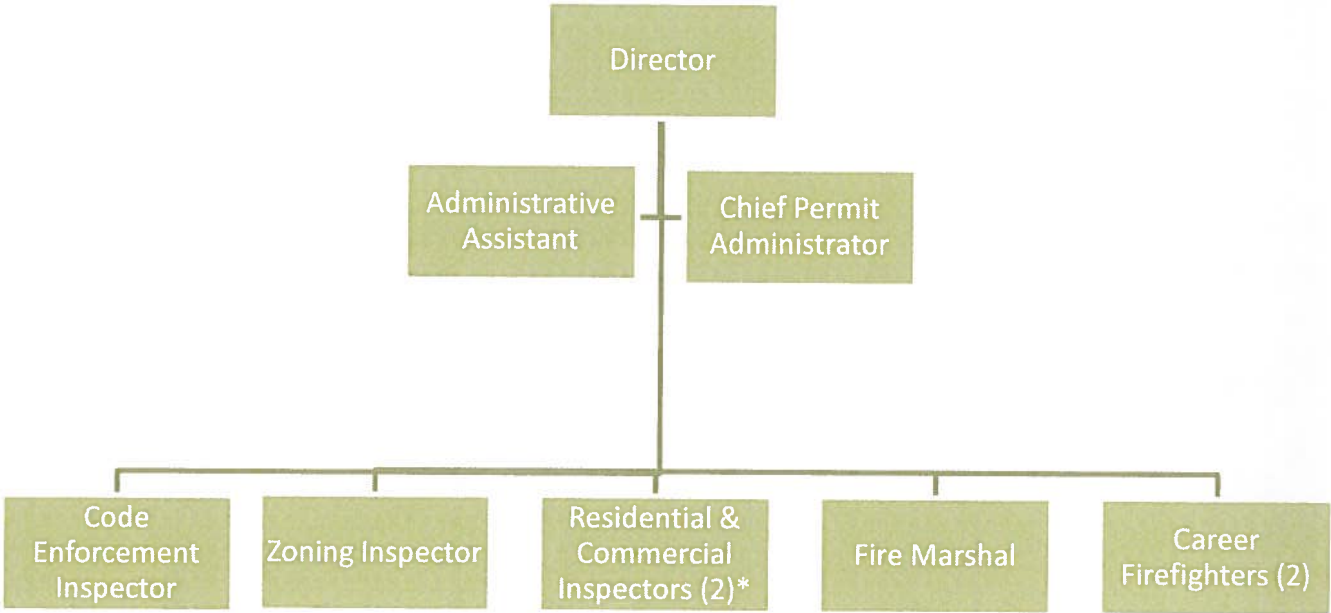 Director
Administrative
Assistant
Chief Permit
Administrator
Code
Enforcement
Inspector
Zoning Inspector
Residential &
Commercial
Inspectors (2)*
Fire Marshal
Career
Firefighters (2)